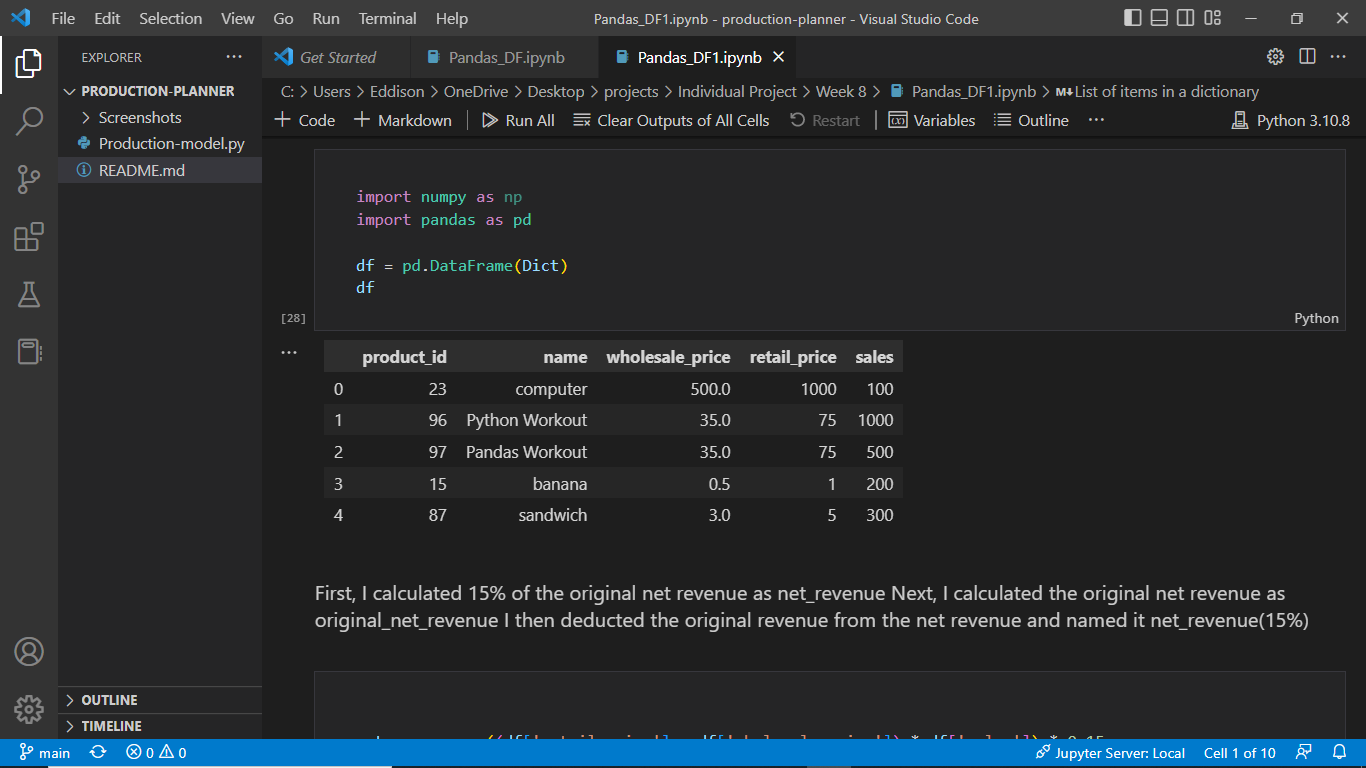 File Edit Selection View Go Run Terminal Help Pandas_DF1.ipynb - production-planner - Visual Studio Code
EXPLORER ... Get Started Pandas_DF.ipynb Pandas_DF1.ipynb
PRODUCTION-PLANNER
Screenshots
Production-model.py
README.md
C: > Users > Eddison > OneDrive > Desktop > projects > Individual Project > Week 8 > Pandas_DF1.ipynb > M↓List of items in a dictionary
+ Code + Markdown | Run All Clear Outputs of All Cells Restart | Variables Outline ... Python 3.10.8
import numpy as np
import pandas as pd
df = pd.DataFrame(Dict)
df
[28] Python
... product_id name wholesale_price retail_price sales
0 23 computer 500.0 1000 100
1 96 Python Workout 35.0 75 1000
2 97 Pandas Workout 35.0 75 500
3 15 banana 0.5 1 200
4 87 sandwich 3.0 5 300
First, I calculated 15% of the original net revenue as net_revenue Next, I calculated the original net revenue as
original_net_revenue I then deducted the original revenue from the net revenue and named it net_revenue(15%)
OUTLINE
TIMELINE
main 0 0 Jupyter Server: Local Cell 1 of 10